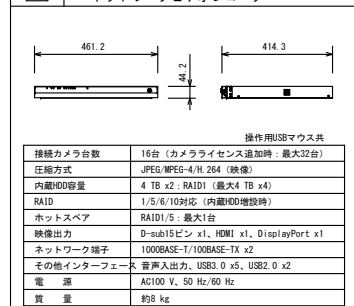 461.2
414.3
44.2
操作用USBマウス共
接続カメラ台数 16台（カメラライセンス追加時：最大32台）
圧縮方式 JPEG/MPEG-4/H.264（映像）
内蔵HDD容量 4 TB x2：RAID1（最大4 TB x4）
RAID 1/5/6/10対応（内蔵HDD増設時）
ホットスペア RAID1/5：最大1台
映像出力 D-sub15ピン x1、HDMI x1、DisplayPort x1
ネットワーク端子 1000BASE-T/100BASE-TX x2
その他インターフェース 音声入出力、USB3.0 x5、USB2.0 x2
電　源 AC100 V、50 Hz/60 Hz
質　量 約8 kg